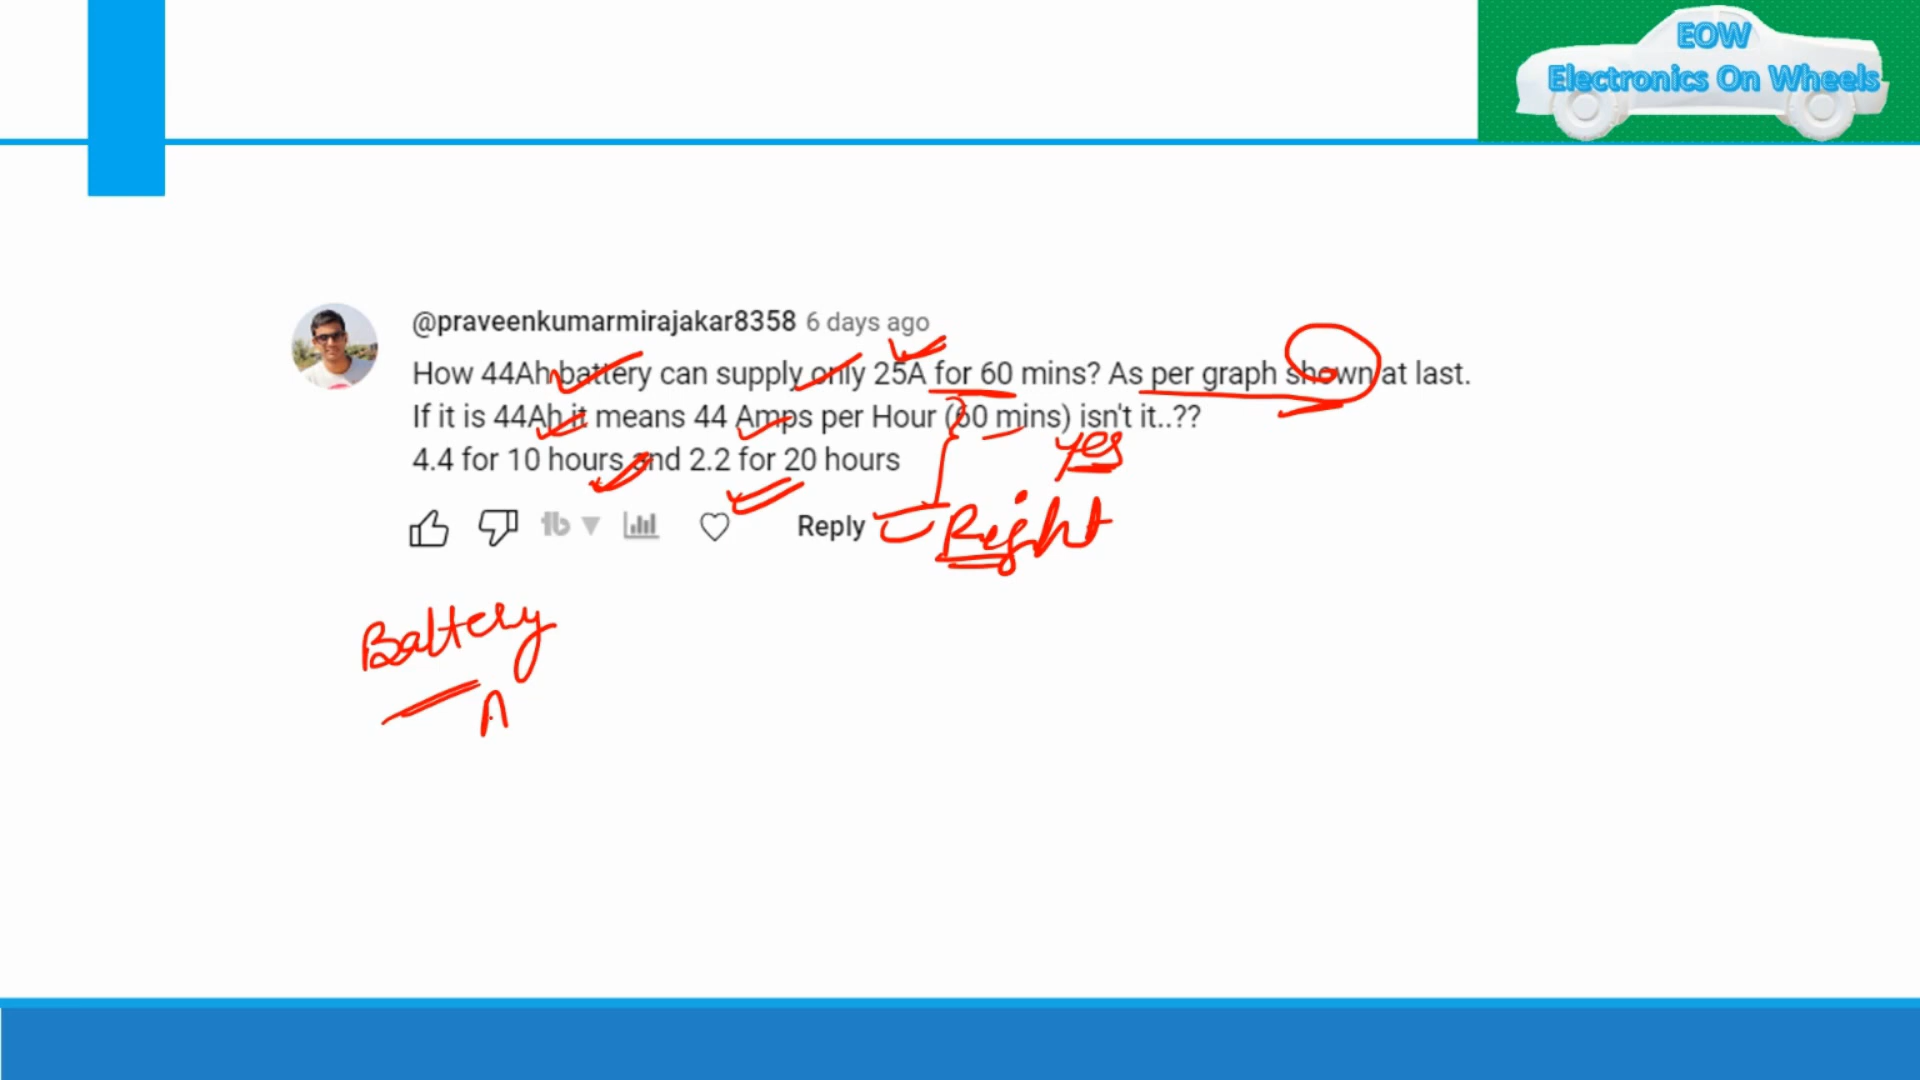 EOW
Electronics On Wheels
@praveenkumarmirajakar8358 6 days ago
How 44Ah battery can supply only 25A for 60 mins? As per graph shown at last.
If it is 44Ah it means 44 Amps per Hour (60 mins) isn't it..??
4.4 for 10 hours and 2.2 for 20 hours
yes
Reply
Right
Battery
A